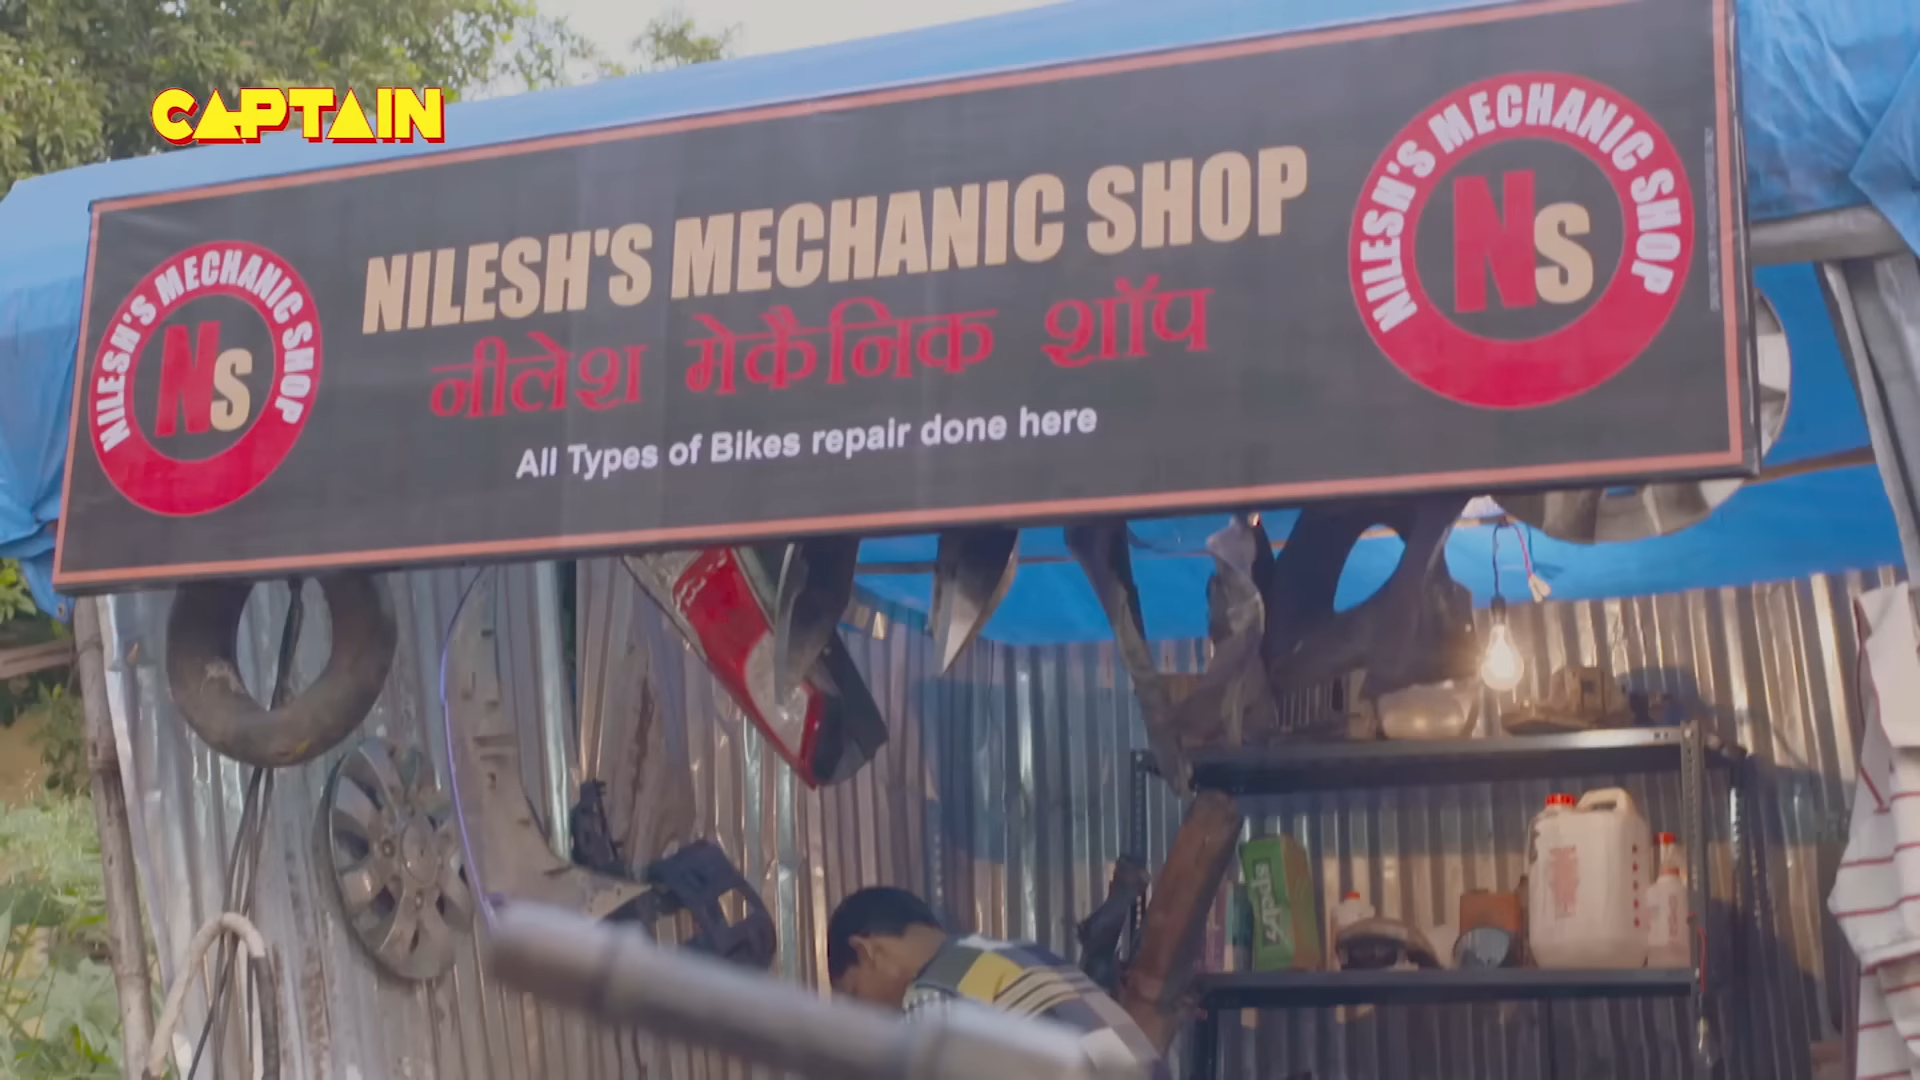 CAPTAIN
NILESH'S MECHANIC SHOP
NS
NILESH'S MECHANIC SHOP
नीलेश मेकैनिक शॉप
All Types of Bikes repair done here
NILESH'S MECHANIC SHOP
NS